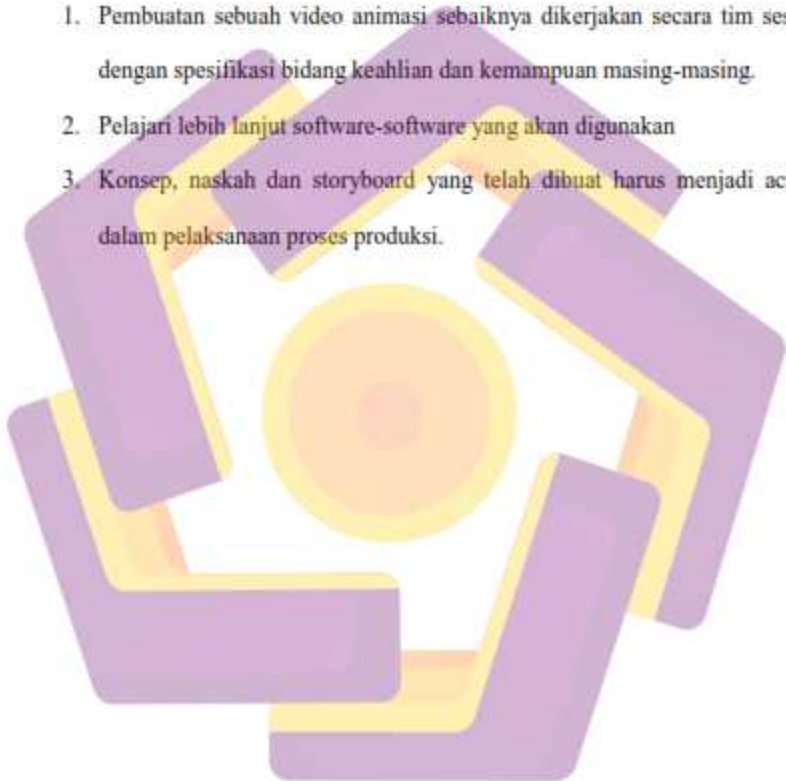 1. Pembuatan sebuah video animasi sebaiknya dikerjakan secara tim ses
dengan spesifikasi bidang keahlian dan kemampuan masing-masing.
2. Pelajari lebih lanjut software-software yang akan digunakan
3. Konsep, naskah dan storyboard yang telah dibuat harus menjadi ac
dalam pelaksanaan proses produksi.